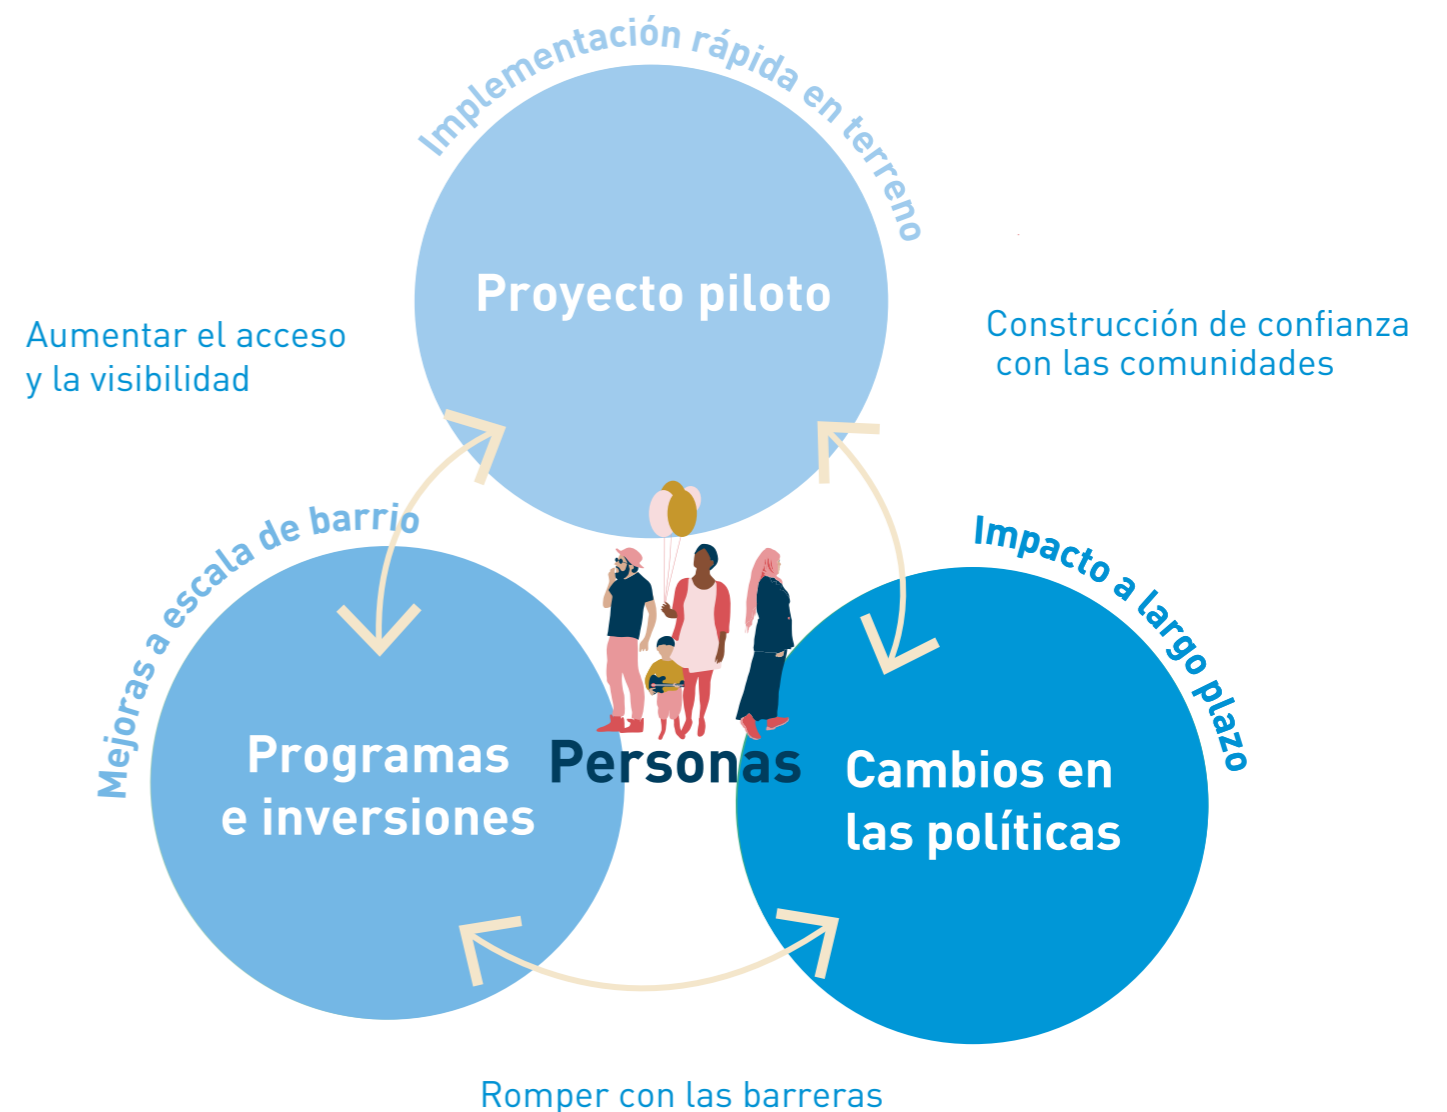 Implementación rápida en terreno
Proyecto piloto
Aumentar el acceso
y la visibilidad
Construcción de confianza
con las comunidades
Mejoras a escala de barrio
Programas
e inversiones
Personas
Impacto a largo plazo
Cambios en
las políticas
Romper con las barreras